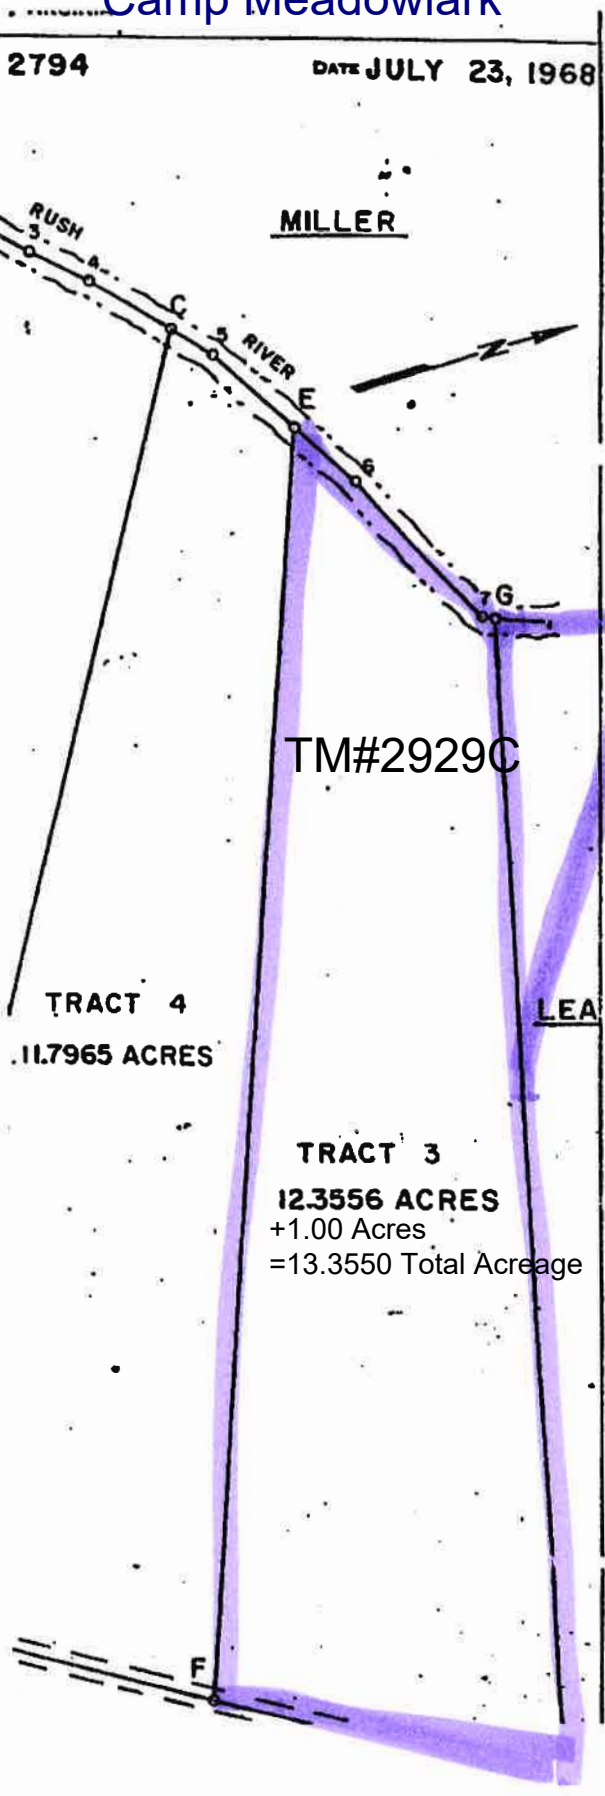 Camp Meadowlark
2794
DATE JULY 23, 1968
MILLER
RUSH
3
4
C
5
RIVER
N
E
6
7
G
TM#2929C
TRACT 4
11.7965 ACRES
LEA
TRACT 3
12.3556 ACRES
+1.00 Acres
=13.3550 Total Acreage
F